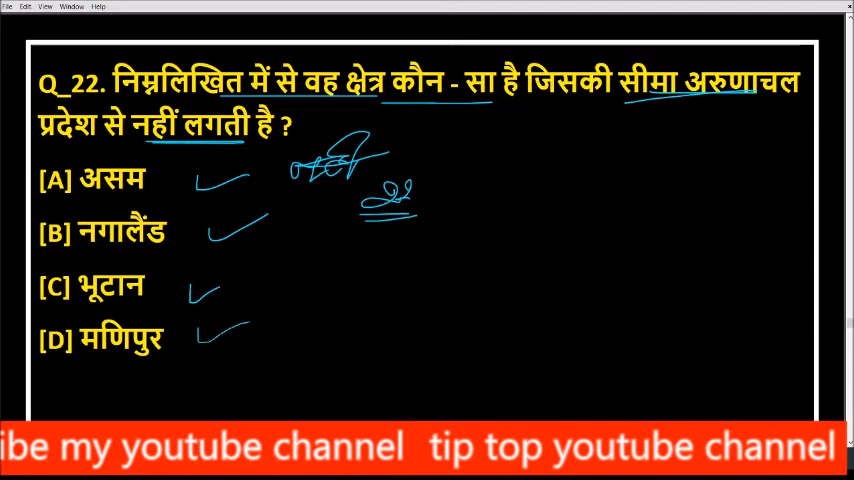 File Edit View Window Help
Q_22. निम्नलिखित में से वह क्षेत्र कौन - सा है जिसकी सीमा अरुणाचल
प्रदेश से नहीं लगती है ?
[A] असम
[B] नगालैंड
[C] भूटान
[D] मणिपुर
ibe my youtube channel tip top youtube channel